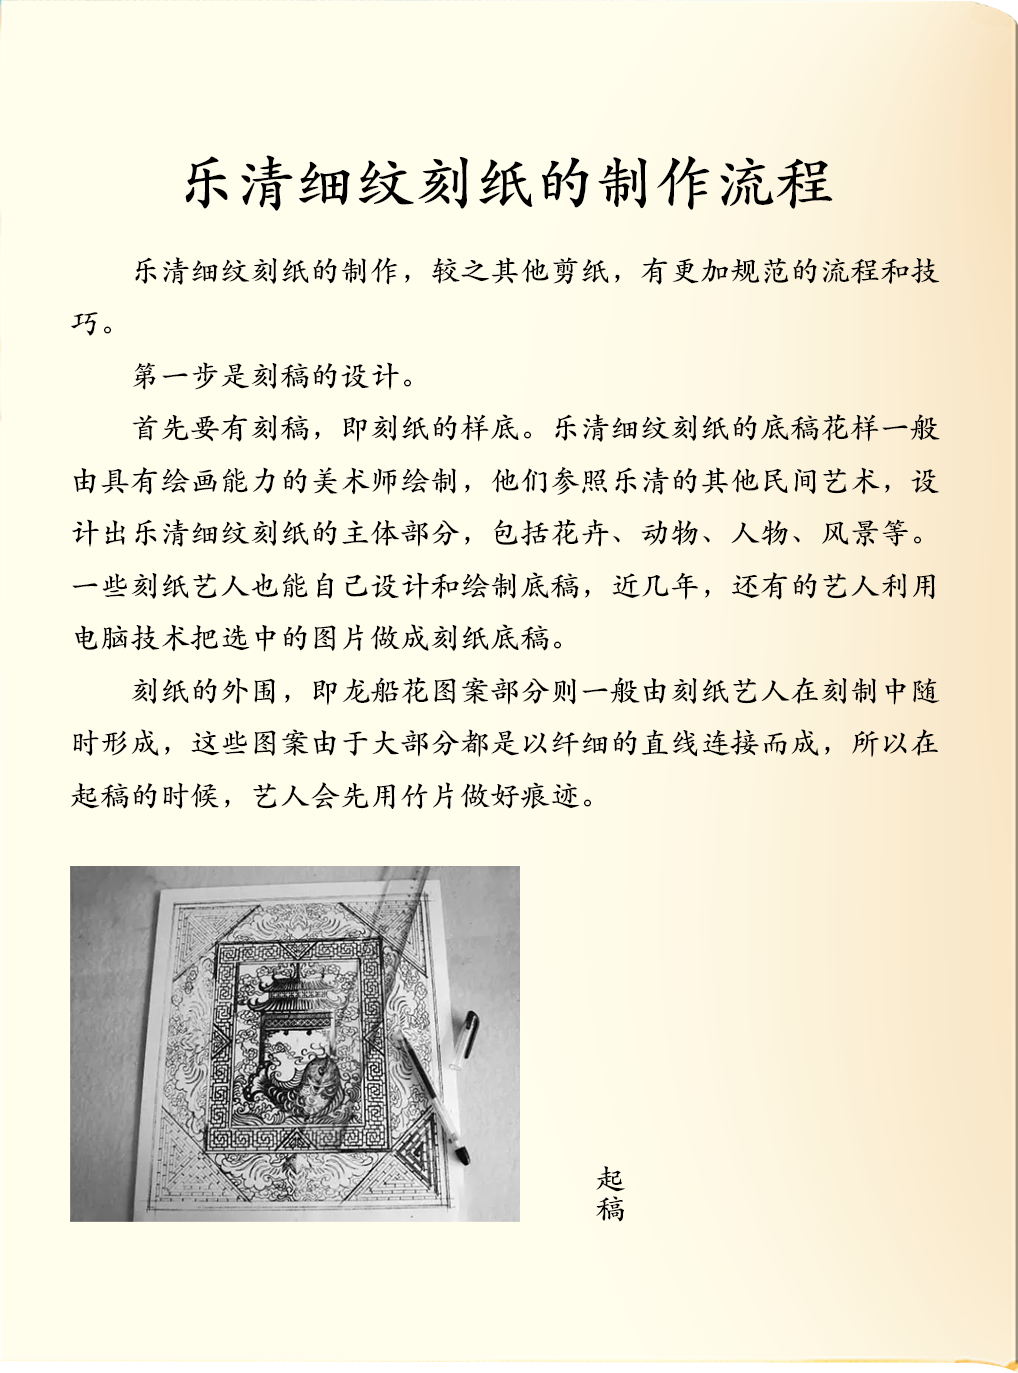 乐清细纹刻纸的制作流程
乐清细纹刻纸的制作，较之其他剪纸，有更加规范的流程和技
巧。
第一步是刻稿的设计。
首先要有刻稿，即刻纸的样底。乐清细纹刻纸的底稿花样一般
由具有绘画能力的美术师绘制，他们参照乐清的其他民间艺术，设
计出乐清细纹刻纸的主体部分，包括花卉、动物、人物、风景等。
一些刻纸艺人也能自己设计和绘制底稿，近几年，还有的艺人利用
电脑技术把选中的图片做成刻纸底稿。
刻纸的外围，即龙船花图案部分则一般由刻纸艺人在刻制中随
时形成，这些图案由于大部分都是以纤细的直线连接而成，所以在
起稿的时候，艺人会先用竹片做好痕迹。
起
稿